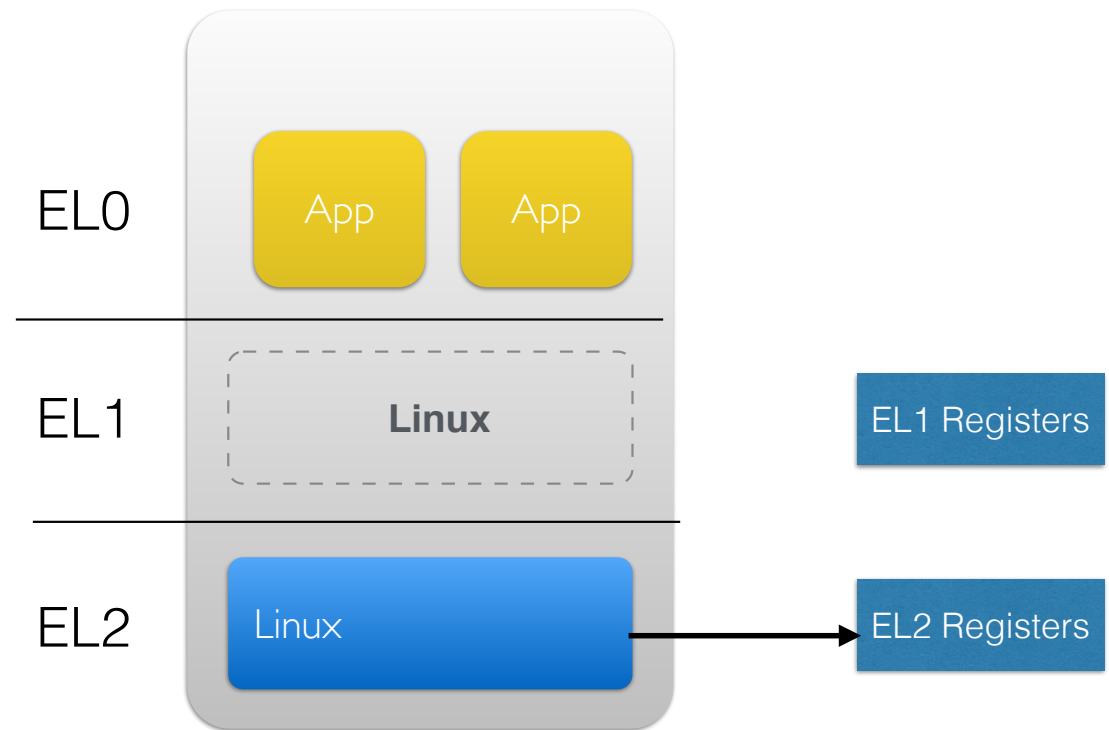 EL0
App
App
EL1
Linux
EL1 Registers
EL2
Linux
EL2 Registers